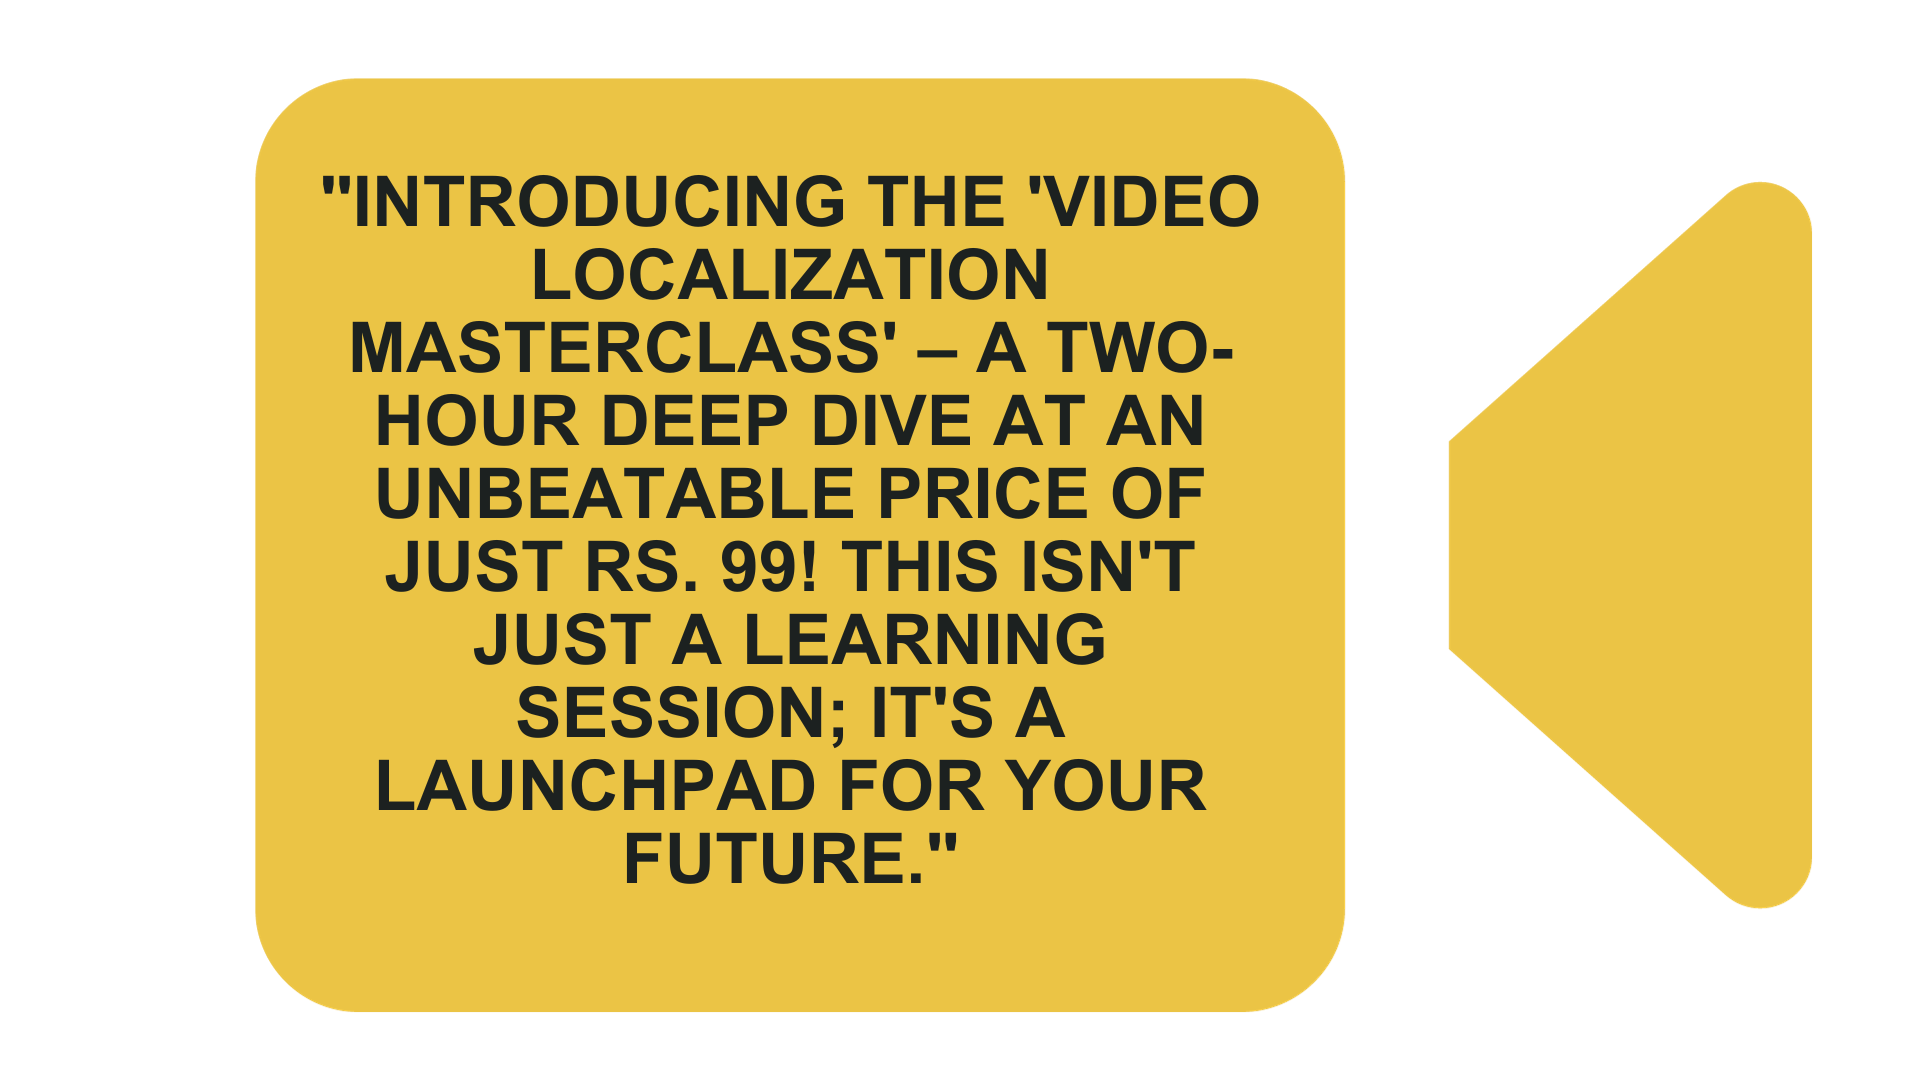 "INTRODUCING THE 'VIDEO
LOCALIZATION
MASTERCLASS' – A TWO-
HOUR DEEP DIVE AT AN
UNBEATABLE PRICE OF
JUST RS. 99! THIS ISN'T
JUST A LEARNING
SESSION; IT'S A
LAUNCHPAD FOR YOUR
FUTURE."